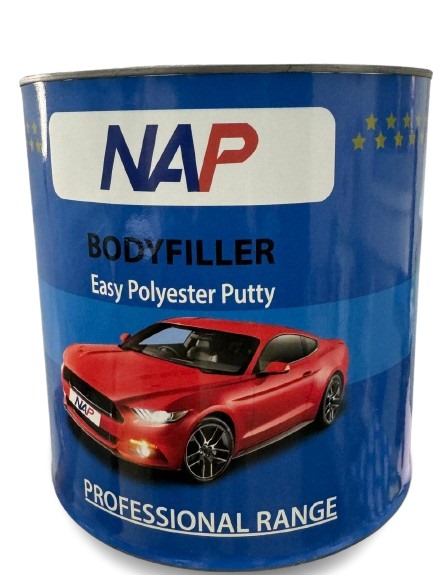 NAP
BODYFILLER
Easy Polyester Putty
NAP
PROFESSIONAL RANGE